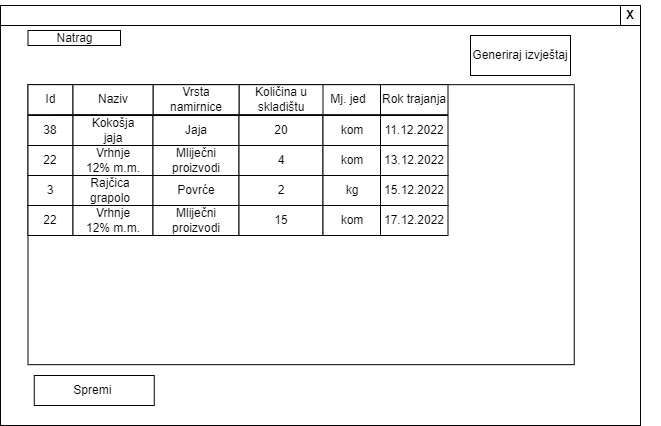 X
Natrag
Generiraj izvještaj
Id Naziv Vrsta namirnice Količina u skladištu Mj. jed Rok trajanja
38 Kokošja jaja Jaja 20 kom 11.12.2022
22 Vrhnje 12% m.m. Mliječni proizvodi 4 kom 13.12.2022
3 Rajčica grapolo Povrće 2 kg 15.12.2022
22 Vrhnje 12% m.m. Mliječni proizvodi 15 kom 17.12.2022
Spremi